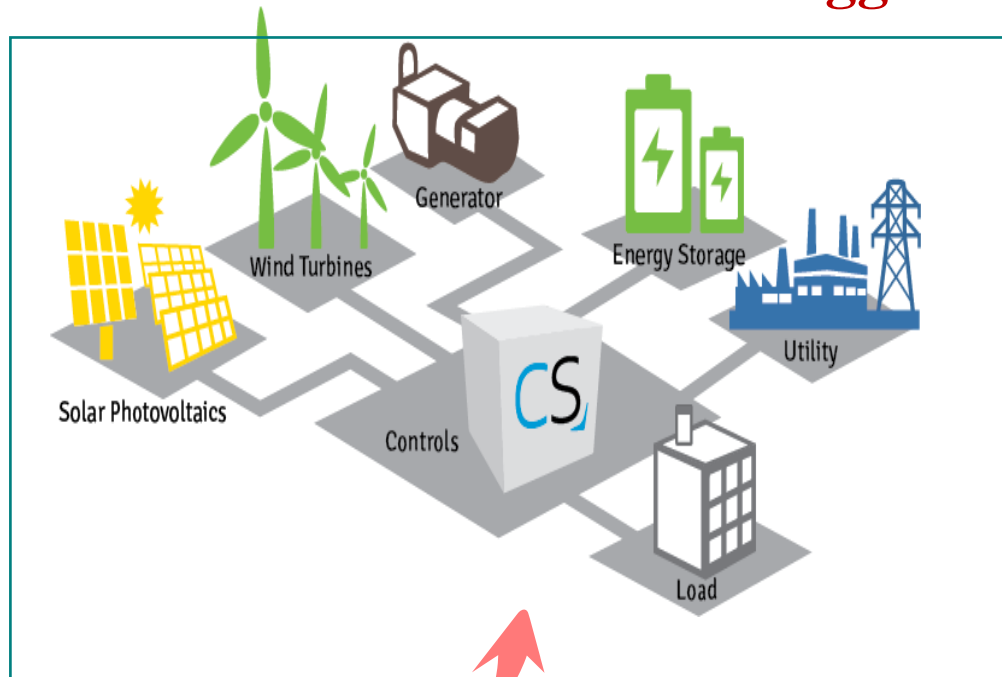 Generator
Wind Turbines
Energy Storage
Utility
Solar Photovoltaics
Controls
CS
Load